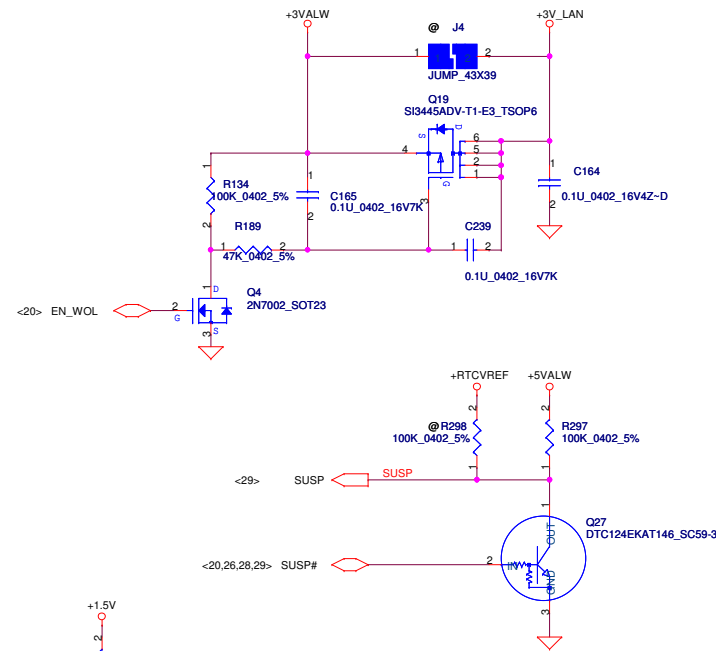 +3VALW
+3V_LAN
@ J4
1 2
JUMP_43X39
Q19
SI3445ADV-T1-E3_TSOP6
D
S
G
4
6
5
2
1
3
1
R134
100K_0402_5%
2
1
C165
0.1U_0402_16V7K
2
1
C164
0.1U_0402_16V4Z~D
2
R189
1 2
47K_0402_5%
C239
1 2
0.1U_0402_16V7K
1
D
Q4
2N7002_SOT23
<20> EN_WOL
2
G
S
3
+RTCVREF
+5VALW
2
2
@R298
100K_0402_5%
R297
100K_0402_5%
1
1
<29> SUSP
SUSP
1
Q27
DTC124EKAT146_SC59-3
OUT
<20,26,28,29> SUSP#
2
IN
GND
3
+1.5V
2